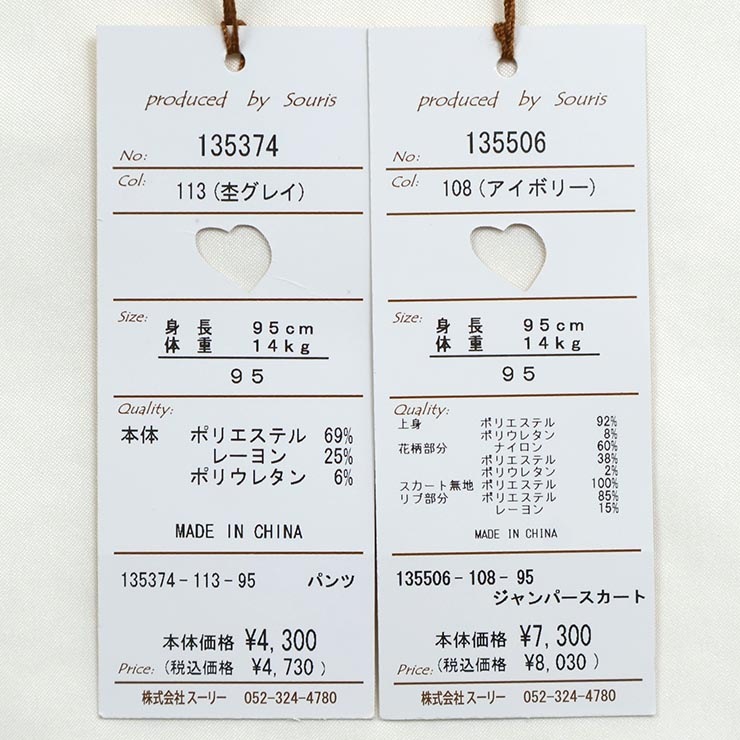 produced by Souris
No: 135374
Col: 113(杢グレイ)
Size: 身長 95cm
体重 14kg
95
Quality:
本体 ポリエステル 69%
レーヨン 25%
ポリウレタン 6%
MADE IN CHINA
135374-113-95 パンツ
本体価格 ¥4,300
Price: (税込価格 ¥4,730)
株式会社スーリー 052-324-4780
produced by Souris
No: 135506
Col: 108(アイボリー)
Size: 身長 95cm
体重 14kg
95
Quality:
上身 ポリエステル 92%
ポリウレタン 8%
花柄部分 ナイロン 60%
ポリエステル 38%
ポリウレタン 2%
スカート無地 ポリエステル 100%
リブ部分 ポリエステル 85%
レーヨン 15%
MADE IN CHINA
135506-108-95
ジャンパースカート
本体価格 ¥7,300
Price: (税込価格 ¥8,030)
株式会社スーリー 052-324-4780